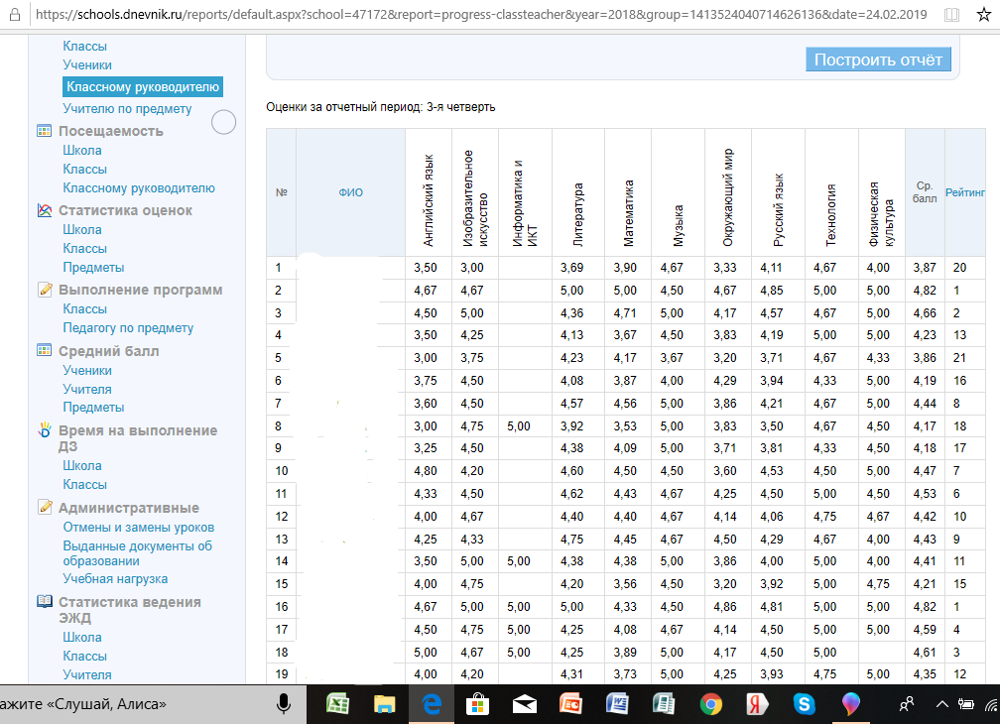 https://schools.dnevnik.ru/reports/default.aspx?school=47172&report=progress-classteacher&year=2018&group=1413524040714626136&date=24.02.2019
Классы
Ученики
Классному руководителю
Учителю по предмету
Посещаемость
Школа
Классы
Классному руководителю
Статистика оценок
Школа
Классы
Предметы
Выполнение программ
Классы
Педагогу по предмету
Средний балл
Ученики
Учителя
Предметы
Время на выполнение
ДЗ
Школа
Классы
Административные
Отмены и замены уроков
Выданные документы об
образовании
Учебная нагрузка
Статистика ведения
ЭЖД
Школа
Классы
Учителя
Построить отчёт
Оценки за отчетный период: 3-я четверть
№ ФИО Английский язык Изобразительное искусство Информатика и ИКТ Литература Математика Музыка Окружающий мир Русский язык Технология Физическая культура Ср. балл Рейтинг
1 3,50 3,00 3,69 3,90 4,67 3,33 4,11 4,67 4,00 3,87 20
2 4,67 4,67 5,00 5,00 4,50 4,67 4,85 5,00 5,00 4,82 1
3 4,50 5,00 4,36 4,71 5,00 4,17 4,57 4,67 5,00 4,66 2
4 3,50 4,25 4,13 3,67 4,50 3,83 4,19 5,00 5,00 4,23 13
5 3,00 3,75 4,23 4,17 3,67 3,20 3,71 4,67 4,33 3,86 21
6 3,75 4,50 4,08 3,87 4,00 4,29 3,94 4,33 5,00 4,19 16
7 3,60 4,50 4,57 4,56 5,00 3,86 4,21 4,67 5,00 4,44 8
8 3,00 4,75 5,00 3,92 3,53 5,00 3,83 3,50 4,67 4,50 4,17 18
9 3,25 4,50 4,38 4,09 5,00 3,71 3,81 4,33 4,50 4,18 17
10 4,80 4,20 4,60 4,50 4,50 3,60 4,53 4,50 5,00 4,47 7
11 4,33 4,50 4,62 4,43 4,67 4,25 4,50 5,00 4,50 4,53 6
12 4,00 4,67 4,40 4,40 4,67 4,14 4,06 4,75 4,67 4,42 10
13 4,25 4,33 4,75 4,45 4,67 4,50 4,29 4,67 4,00 4,43 9
14 3,50 5,00 5,00 4,38 4,38 5,00 3,86 4,00 5,00 4,00 4,41 11
15 4,00 4,75 4,20 3,56 4,50 3,20 3,92 5,00 4,75 4,21 15
16 4,67 5,00 5,00 5,00 4,33 4,50 4,86 4,81 5,00 5,00 4,82 1
17 4,50 4,75 5,00 4,25 4,08 4,67 4,14 4,50 5,00 5,00 4,59 4
18 5,00 4,67 5,00 4,25 3,89 5,00 4,17 4,50 5,00 4,61 3
19 4,00 4,20 4,31 3,73 5,00 4,25 3,93 4,75 5,00 4,35 12
ажите «Слушай, Алиса»